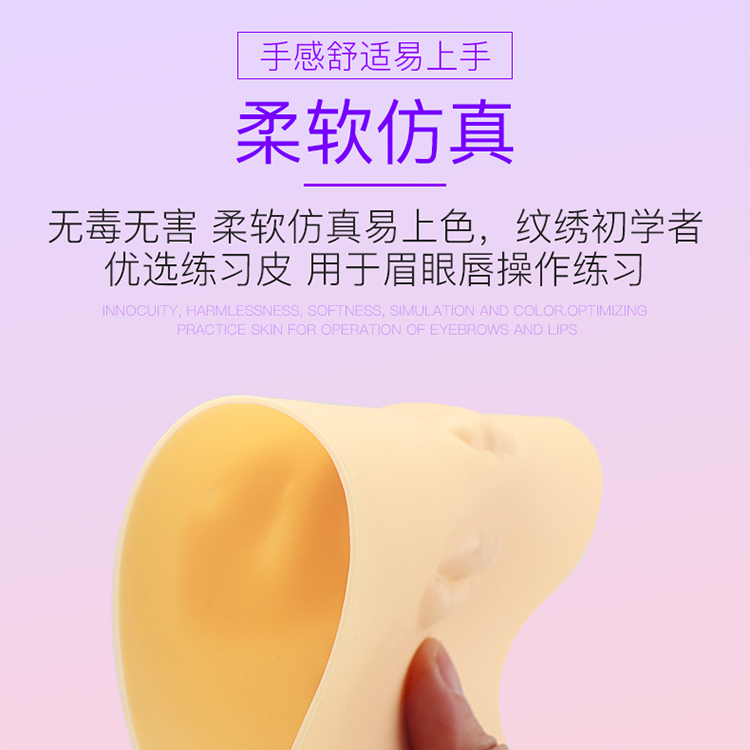 手感舒适易上手
柔软仿真
无毒无害 柔软仿真易上色，纹绣初学者
优选练习皮 用于眉眼唇操作练习
INNOCUITY, HARMLESSNESS, SOFTNESS, SIMULATION AND COLOR.OPTIMIZING
PRACTICE SKIN FOR OPERATION OF EYEBROWS AND LIPS